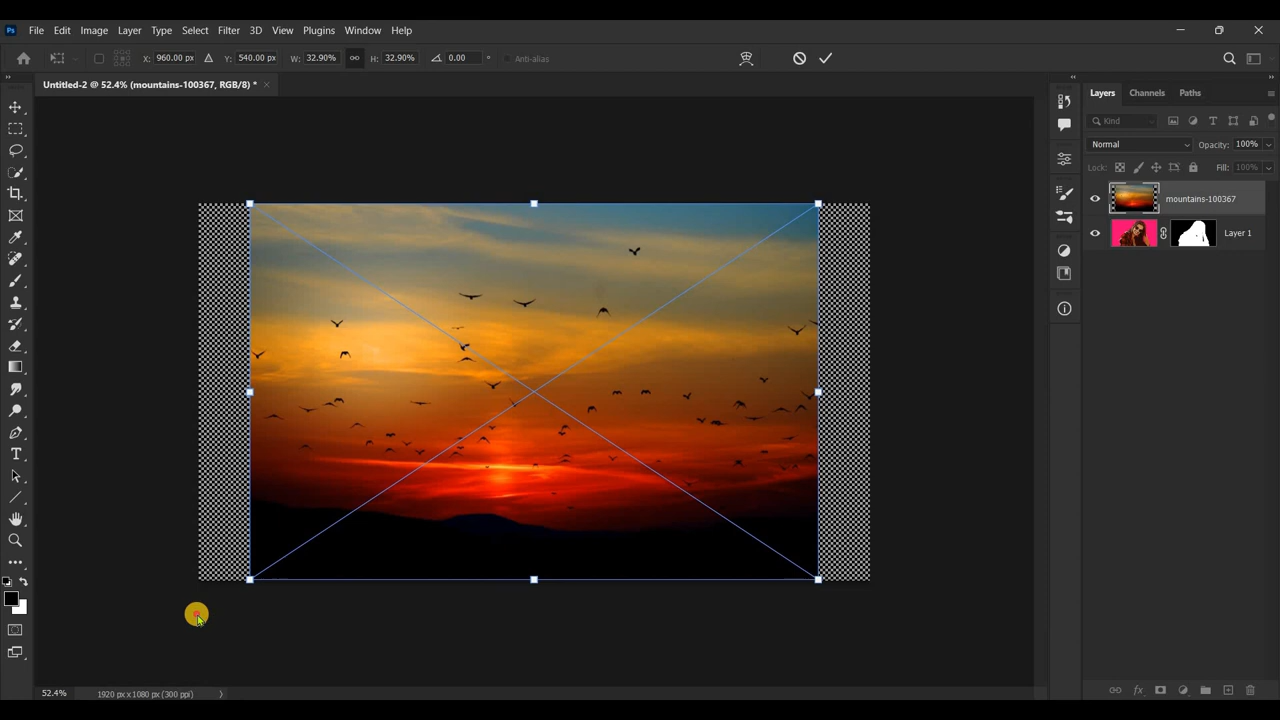 Ps File Edit Image Layer Type Select Filter 3D View Plugins Window Help
X: 960.00 px Y: 540.00 px W: 32.90% H: 32.90% 0.00 ° Anti-alias
Untitled-2 @ 52.4% (mountains-100367, RGB/8) *
Layers Channels Paths
Kind
Normal Opacity: 100%
Lock: Fill: 100%
mountains-100367
Layer 1
52.4% 1920 px x 1080 px (300 ppi)